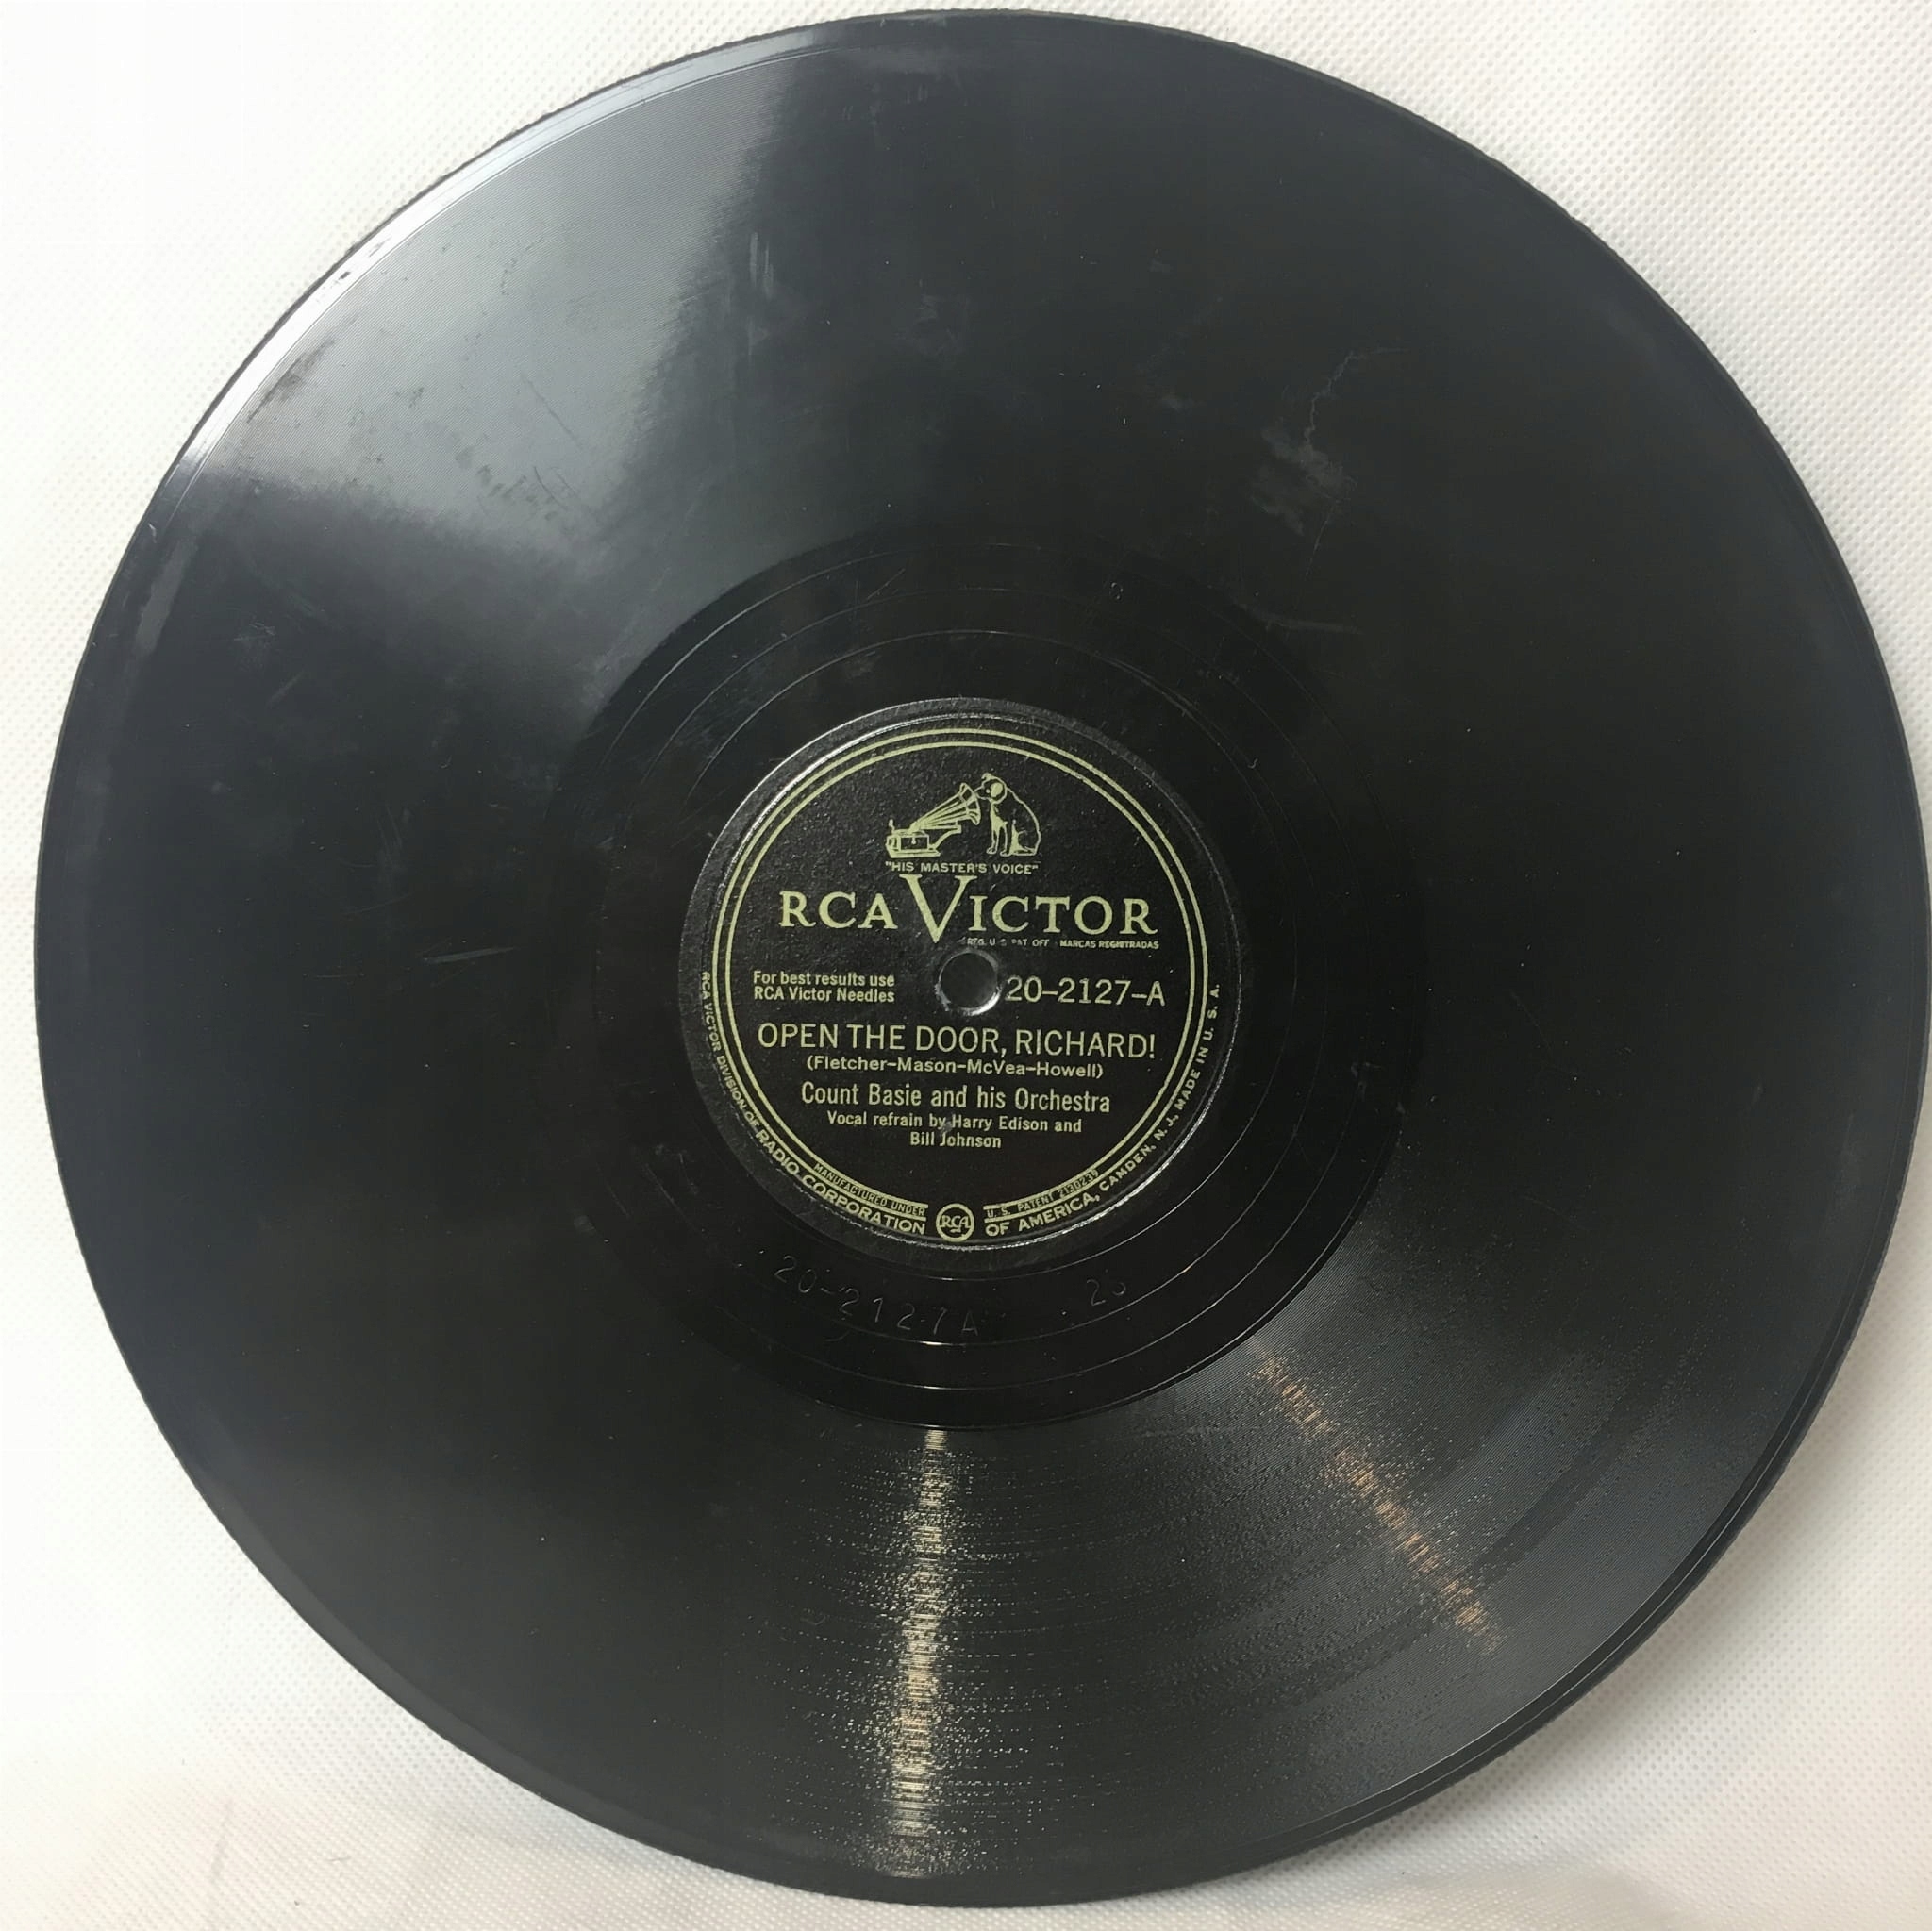 "HIS MASTER'S VOICE"
RCA VICTOR
REG. U. S. PAT. OFF. MARCAS REGISTRADAS
For best results use
RCA Victor Needles
20-2127-A
OPEN THE DOOR, RICHARD!
(Fletcher-Mason-McVea-Howell)
Count Basie and his Orchestra
Vocal refrain by Harry Edison and
Bill Johnson
MANUFACTURED UNDER U. S. PATENT 2130239
RCA VICTOR DIVISION OF RADIO CORPORATION OF AMERICA, CAMDEN, N. J., MADE IN U. S. A.
RCA
20-2127A